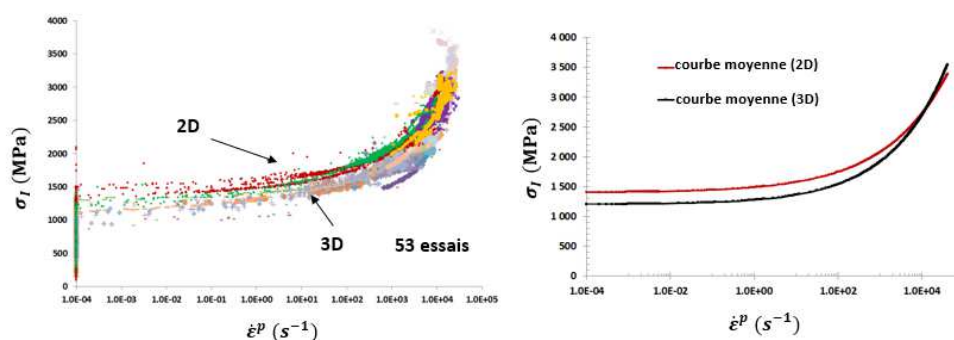 4000
3500
3000
2500
2000
1500
1000
500
0
σ_I (MPa)
2D
3D
53 essais
1.0E-04 1.0E-03 1.0E-02 1.0E-01 1.0E+00 1.0E+01 1.0E+02 1.0E+03 1.0E+04 1.0E+05
ε̇^p (s⁻¹)
4 000
3 500
3 000
2 500
2 000
1 500
1 000
500
0
σ_I (MPa)
courbe moyenne (2D)
courbe moyenne (3D)
1.0E-04 1.0E-02 1.0E+00 1.0E+02 1.0E+04
ε̇^p (s⁻¹)